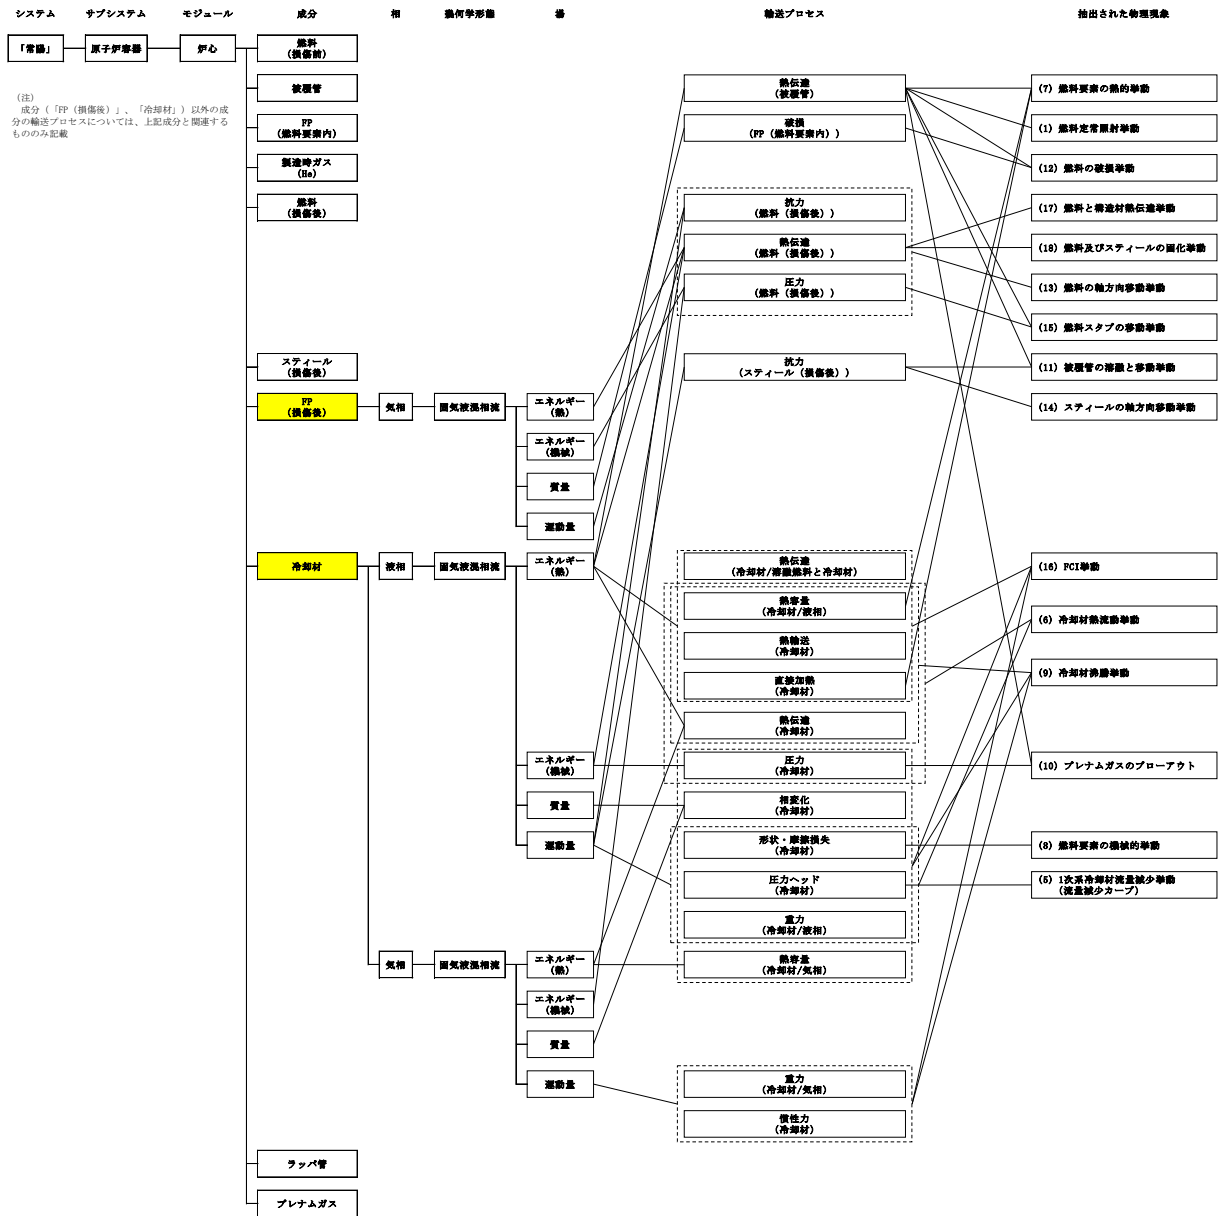 システム　サブシステム　モジュール　成分　相　幾何学形態　場　輸送プロセス　抽出された物理現象
「常陽」
原子炉容器
炉心
燃料
(損傷前)
被覆管
FP
(燃料要素内)
製造時ガス
(He)
燃料
(損傷後)
スティール
(損傷後)
FP
(損傷後)
冷却材
ラッパ管
プレナムガス
(注)
成分(「FP(損傷後)」、「冷却材」)以外の成
分の輸送プロセスについては、上記成分と関連する
もののみ記載
気相
固気液混相流
エネルギー
(熱)
エネルギー
(機械)
質量
運動量
液相
固気液混相流
エネルギー
(熱)
エネルギー
(機械)
質量
運動量
気相
固気液混相流
エネルギー
(熱)
エネルギー
(機械)
質量
運動量
熱伝達
(被覆管)
破損
(FP(燃料要素内))
抗力
(燃料(損傷後))
熱伝達
(燃料(損傷後))
圧力
(燃料(損傷後))
抗力
(スティール(損傷後))
熱伝達
(冷却材/溶融燃料と冷却材)
熱容量
(冷却材/液相)
熱輸送
(冷却材)
直接加熱
(冷却材)
熱伝達
(冷却材)
圧力
(冷却材)
相変化
(冷却材)
形状・摩擦損失
(冷却材)
圧力ヘッド
(冷却材)
重力
(冷却材/液相)
熱容量
(冷却材/気相)
重力
(冷却材/気相)
慣性力
(冷却材)
(7) 燃料要素の熱的挙動
(1) 燃料定常照射挙動
(12) 燃料の破損挙動
(17) 燃料と構造材熱伝達挙動
(18) 燃料及びスティールの固化挙動
(13) 燃料の軸方向移動挙動
(15) 燃料スタブの移動挙動
(11) 被覆管の溶融と移動挙動
(14) スティールの軸方向移動挙動
(16) FCI挙動
(6) 冷却材熱流動挙動
(9) 冷却材沸騰挙動
(10) プレナムガスのブローアウト
(8) 燃料要素の機械的挙動
(5) 1次系冷却材流量減少挙動
(流量減少カーブ)